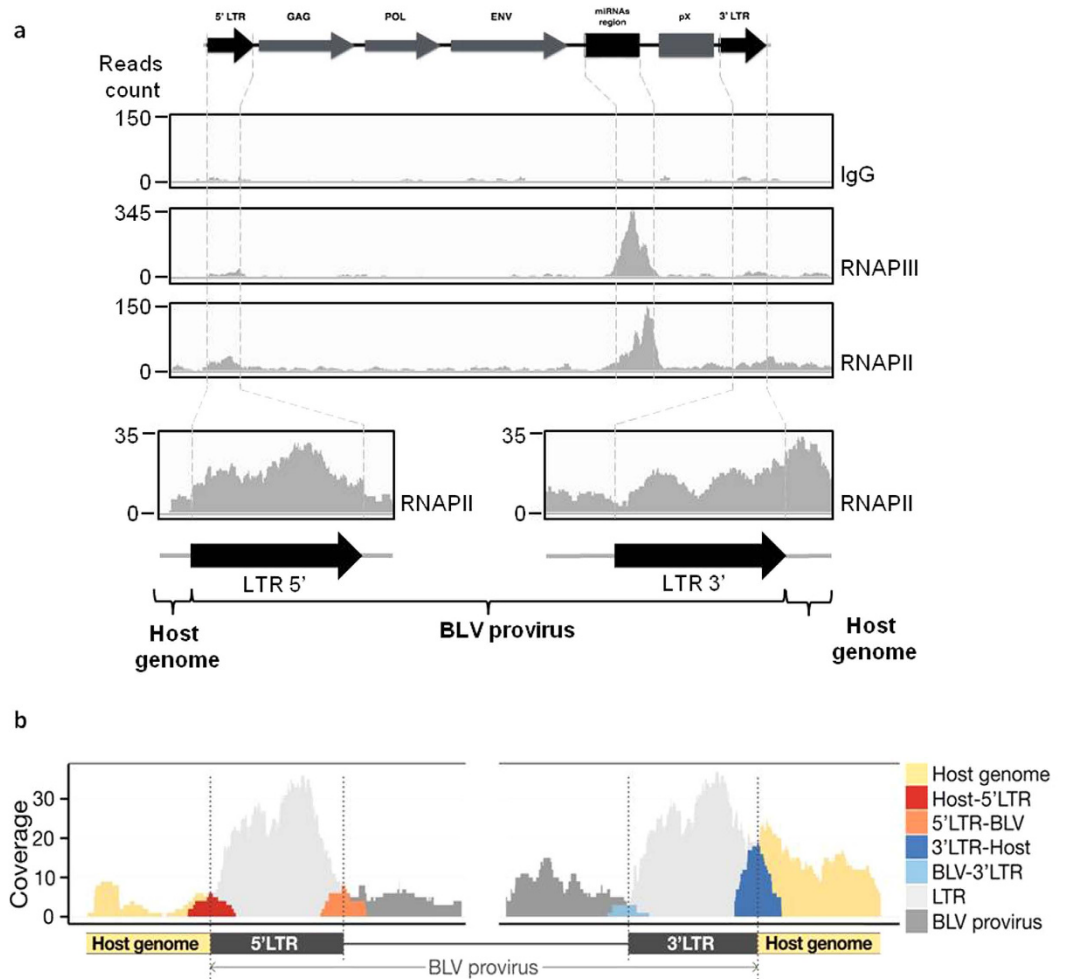 a
5' LTR GAG POL ENV miRNAs region pX 3' LTR
Reads count
150
0
IgG
345
0
RNAPIII
150
0
RNAPII
35
0
RNAPII
35
0
RNAPII
LTR 5'
LTR 3'
Host genome
BLV provirus
Host genome
b
Coverage
30
20
10
0
Host genome
5'LTR
3'LTR
Host genome
BLV provirus
Host genome
Host-5'LTR
5'LTR-BLV
3'LTR-Host
BLV-3'LTR
LTR
BLV provirus